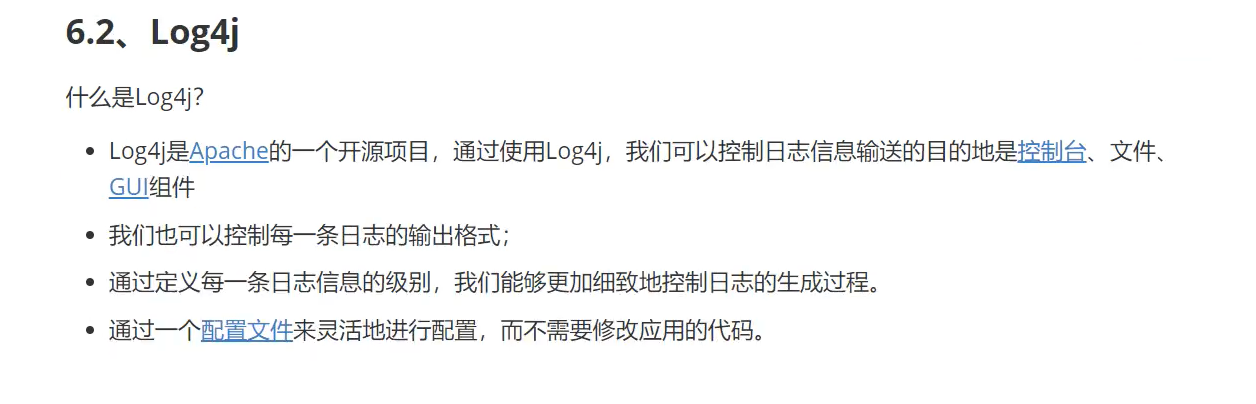 6.2、Log4j
什么是Log4j？
Log4j是Apache的一个开源项目，通过使用Log4j，我们可以控制日志信息输送的目的地是控制台、文件、
GUI组件
我们也可以控制每一条日志的输出格式；
通过定义每一条日志信息的级别，我们能够更加细致地控制日志的生成过程。
通过一个配置文件来灵活地进行配置，而不需要修改应用的代码。